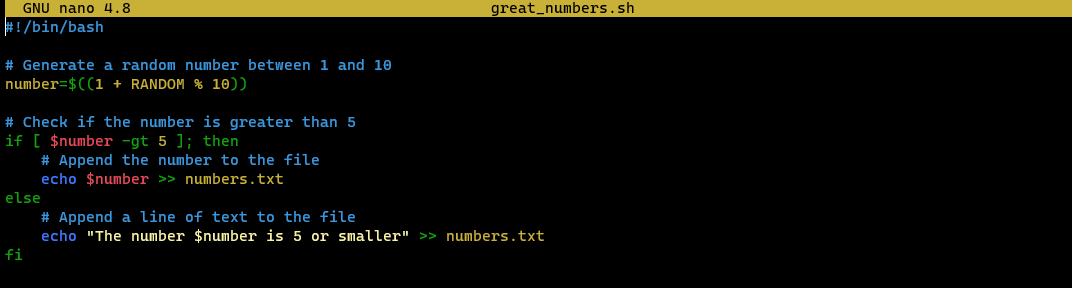 GNU nano 4.8 great_numbers.sh
#!/bin/bash
# Generate a random number between 1 and 10
number=$((1 + RANDOM % 10))
# Check if the number is greater than 5
if [ $number -gt 5 ]; then
    # Append the number to the file
    echo $number >> numbers.txt
else
    # Append a line of text to the file
    echo "The number $number is 5 or smaller" >> numbers.txt
fi